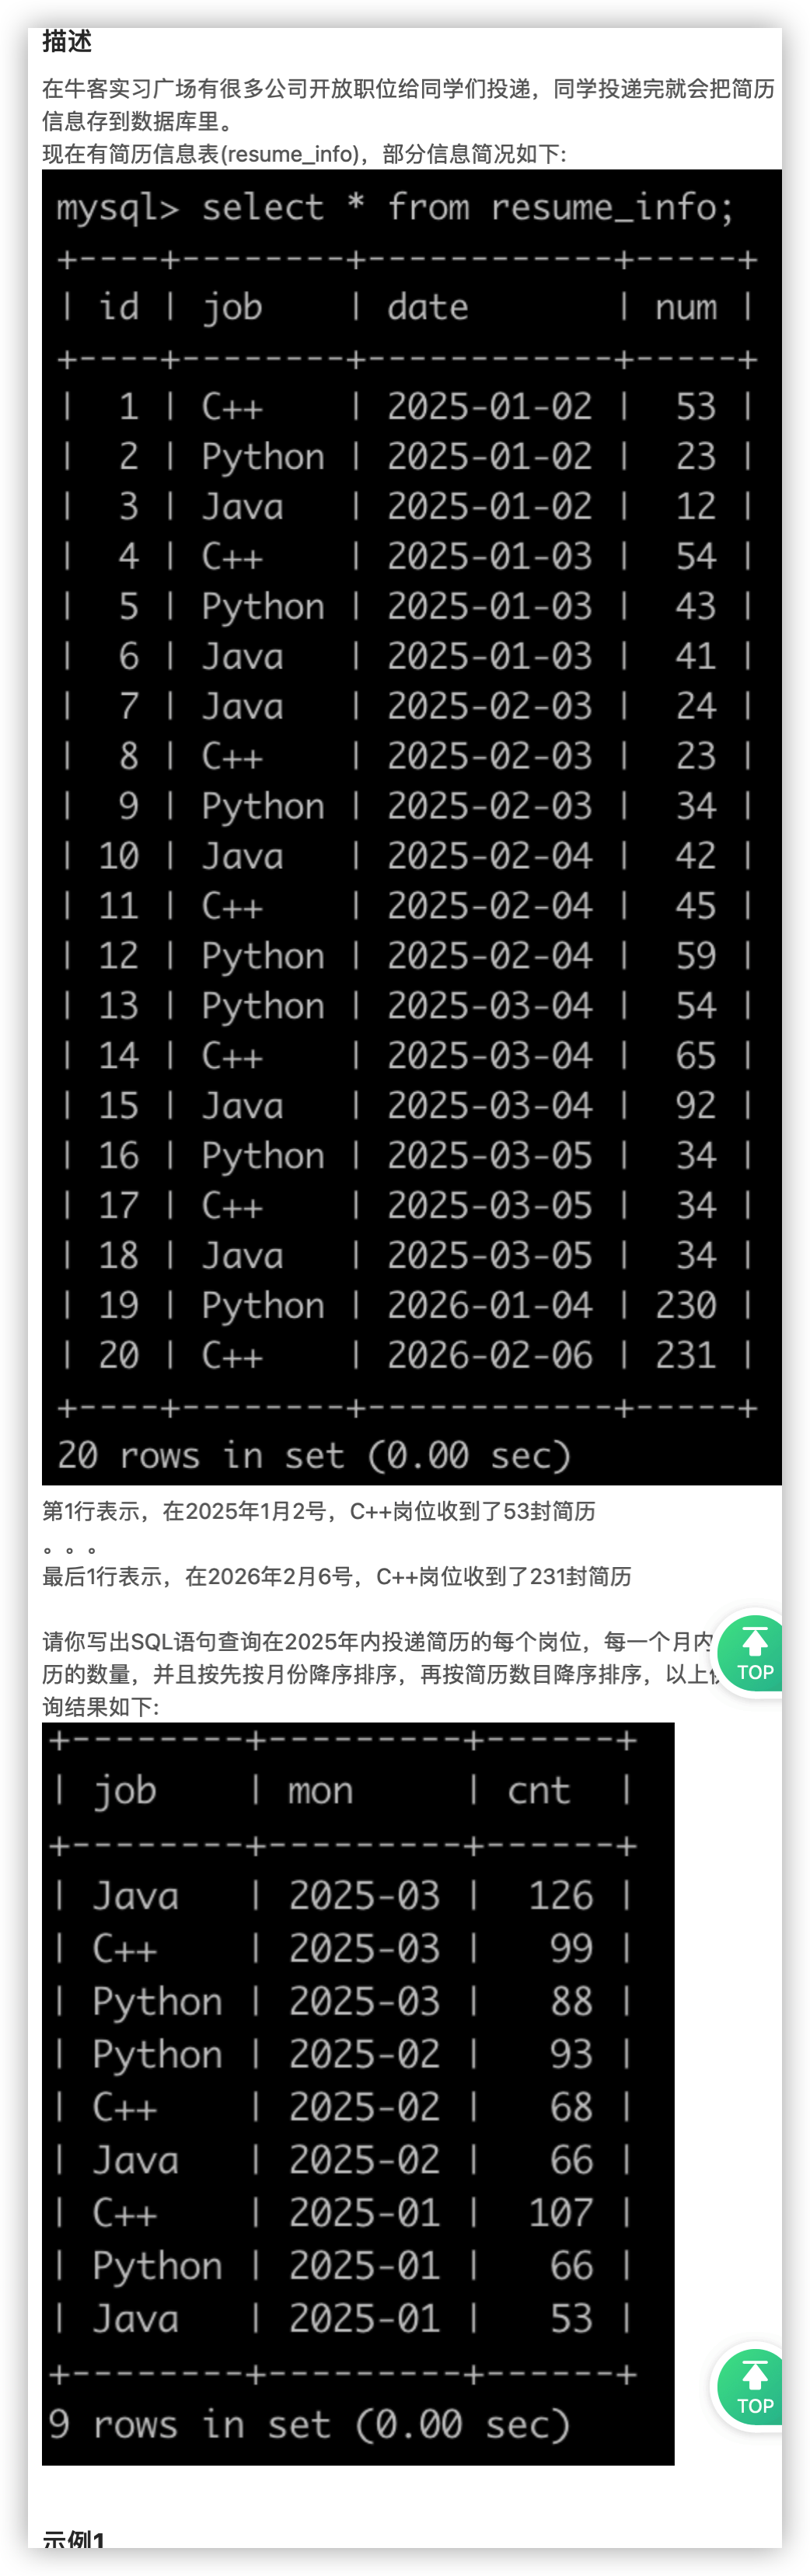 描述
在牛客实习广场有很多公司开放职位给同学们投递，同学投递完就会把简历
信息存到数据库里。
现在有简历信息表(resume_info)，部分信息简况如下:
mysql> select * from resume_info;
+----+--------+------------+-----+
| id | job    | date       | num |
+----+--------+------------+-----+
|  1 | C++    | 2025-01-02 |  53 |
|  2 | Python | 2025-01-02 |  23 |
|  3 | Java   | 2025-01-02 |  12 |
|  4 | C++    | 2025-01-03 |  54 |
|  5 | Python | 2025-01-03 |  43 |
|  6 | Java   | 2025-01-03 |  41 |
|  7 | Java   | 2025-02-03 |  24 |
|  8 | C++    | 2025-02-03 |  23 |
|  9 | Python | 2025-02-03 |  34 |
| 10 | Java   | 2025-02-04 |  42 |
| 11 | C++    | 2025-02-04 |  45 |
| 12 | Python | 2025-02-04 |  59 |
| 13 | Python | 2025-03-04 |  54 |
| 14 | C++    | 2025-03-04 |  65 |
| 15 | Java   | 2025-03-04 |  92 |
| 16 | Python | 2025-03-05 |  34 |
| 17 | C++    | 2025-03-05 |  34 |
| 18 | Java   | 2025-03-05 |  34 |
| 19 | Python | 2026-01-04 | 230 |
| 20 | C++    | 2026-02-06 | 231 |
+----+--------+------------+-----+
20 rows in set (0.00 sec)
第1行表示，在2025年1月2号，C++岗位收到了53封简历
。。。
最后1行表示，在2026年2月6号，C++岗位收到了231封简历
请你写出SQL语句查询在2025年内投递简历的每个岗位，每一个月内
历的数量，并且按先按月份降序排序，再按简历数目降序排序，以上
TOP
询结果如下:
+--------+---------+------+
| job    | mon     | cnt  |
+--------+---------+------+
| Java   | 2025-03 |  126 |
| C++    | 2025-03 |   99 |
| Python | 2025-03 |   88 |
| Python | 2025-02 |   93 |
| C++    | 2025-02 |   68 |
| Java   | 2025-02 |   66 |
| C++    | 2025-01 |  107 |
| Python | 2025-01 |   66 |
| Java   | 2025-01 |   53 |
+--------+---------+------+
TOP
9 rows in set (0.00 sec)
示例1